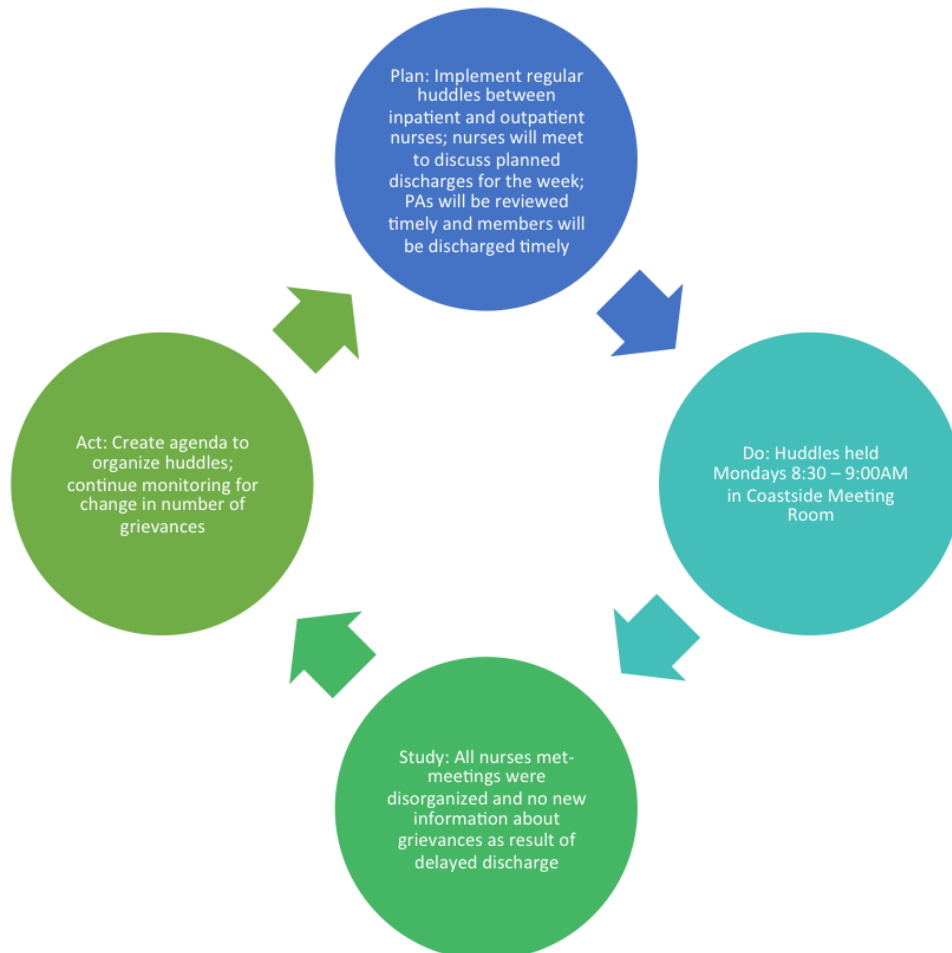 Plan: Implement regular
huddles between
inpatient and outpatient
nurses; nurses will meet
to discuss planned
discharges for the week;
PAs will be reviewed
timely and members will
be discharged timely
Do: Huddles held
Mondays 8:30 – 9:00AM
in Coastside Meeting
Room
Study: All nurses met-
meetings were
disorganized and no new
information about
grievances as result of
delayed discharge
Act: Create agenda to
organize huddles;
continue monitoring for
change in number of
grievances